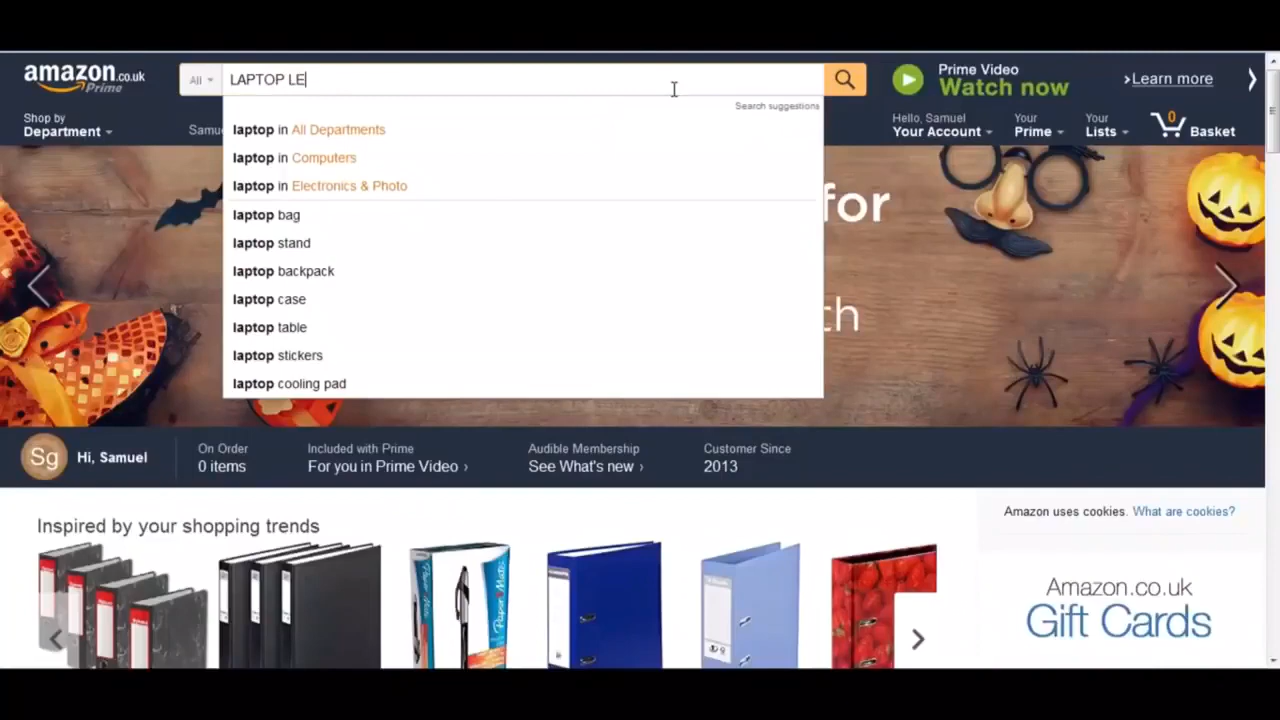 amazon.co.uk
Prime
All
LAPTOP LE
Prime Video
Watch now
›Learn more
Search suggestions
Shop by
Department
Samu
Hello, Samuel
Your Account
Your
Prime
Your
Lists
0
Basket
laptop in All Departments
laptop in Computers
laptop in Electronics & Photo
laptop bag
laptop stand
laptop backpack
laptop case
laptop table
laptop stickers
laptop cooling pad
for
th
Sg
Hi, Samuel
On Order
0 items
Included with Prime
For you in Prime Video ›
Audible Membership
See What's new ›
Customer Since
2013
Inspired by your shopping trends
Amazon uses cookies. What are cookies?
Amazon.co.uk
Gift Cards